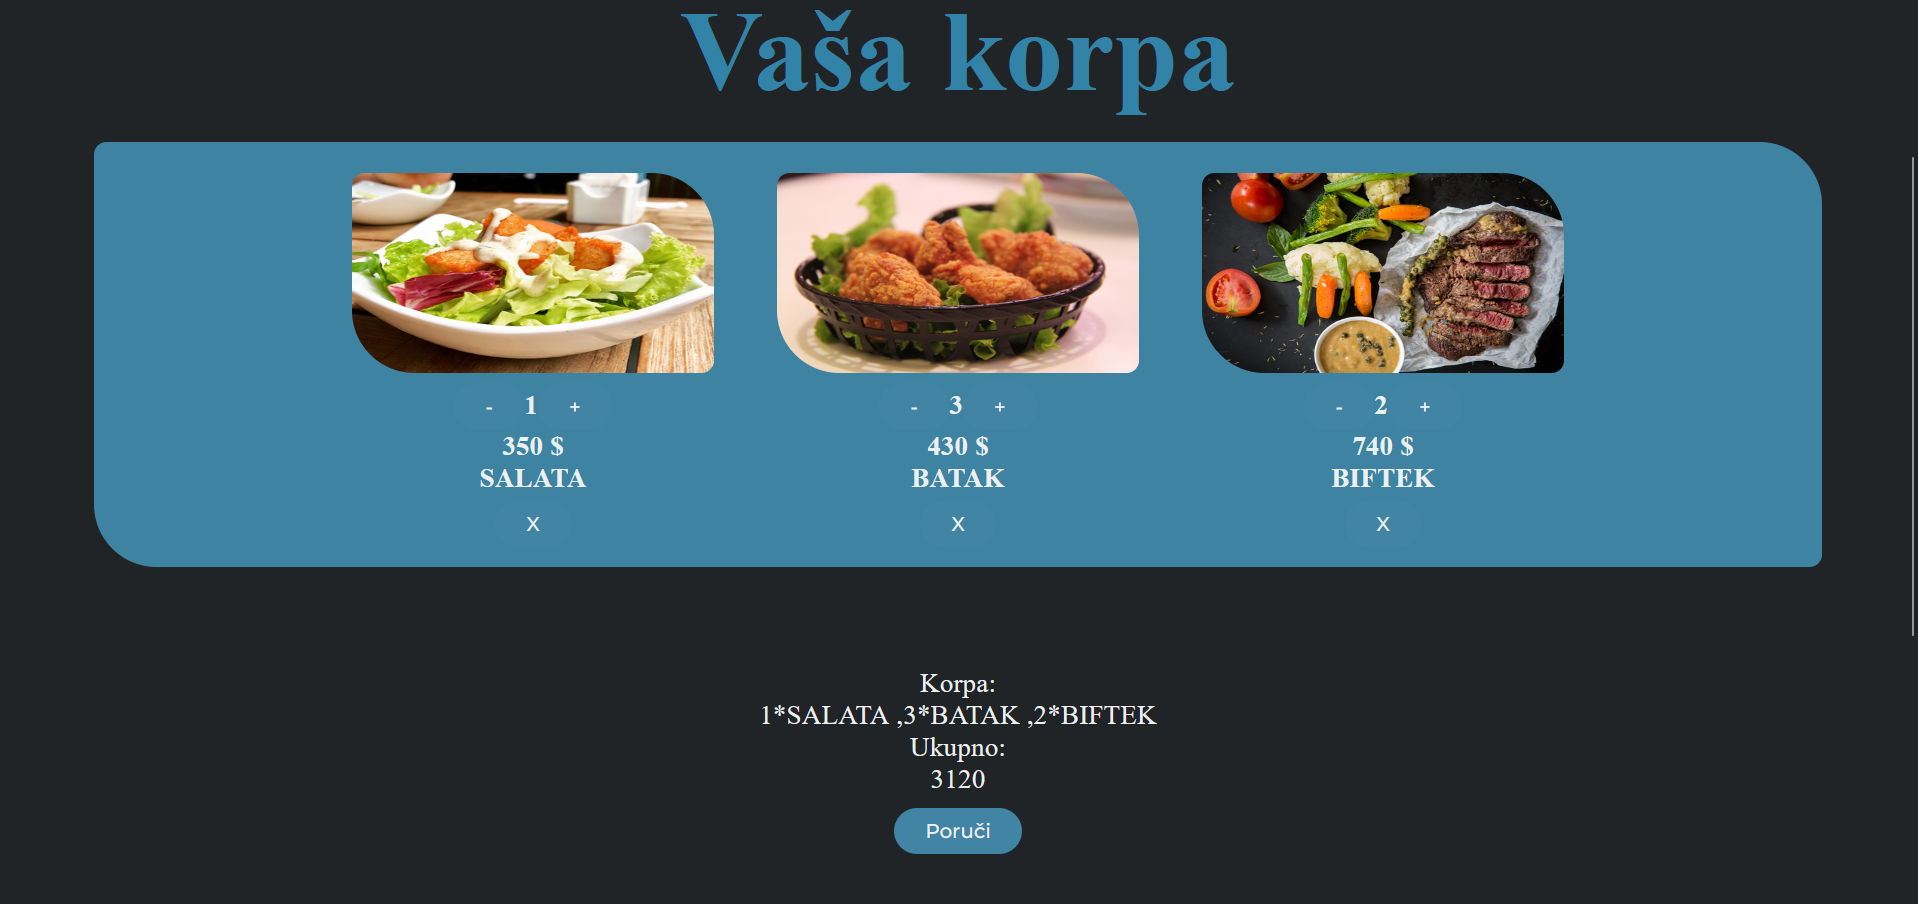 Vaša korpa
- 1 + - 3 + - 2 +
350 $ 430 $ 740 $
SALATA BATAK BIFTEK
X X X
Korpa:
1*SALATA ,3*BATAK ,2*BIFTEK
Ukupno:
3120
Poruči